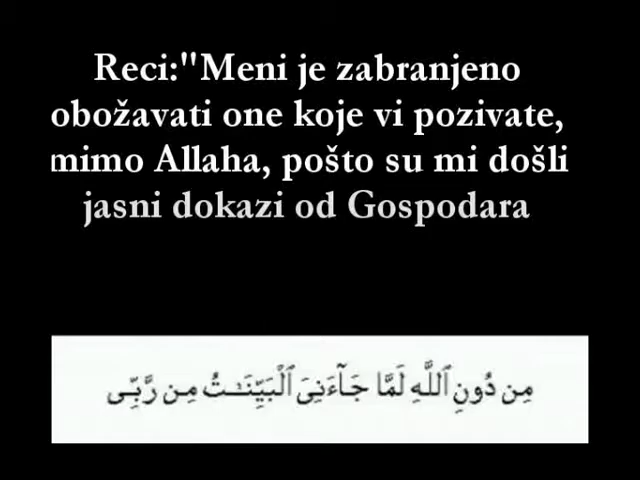 Reci:"Meni je zabranjeno
obožavati one koje vi pozivate,
mimo Allaha, pošto su mi došli
jasni dokazi od Gospodara
مِن دُونِ ٱللَّهِ لَمَّا جَآءَنِىَ ٱلْبَيِّنَـٰتُ مِن رَّبِّى